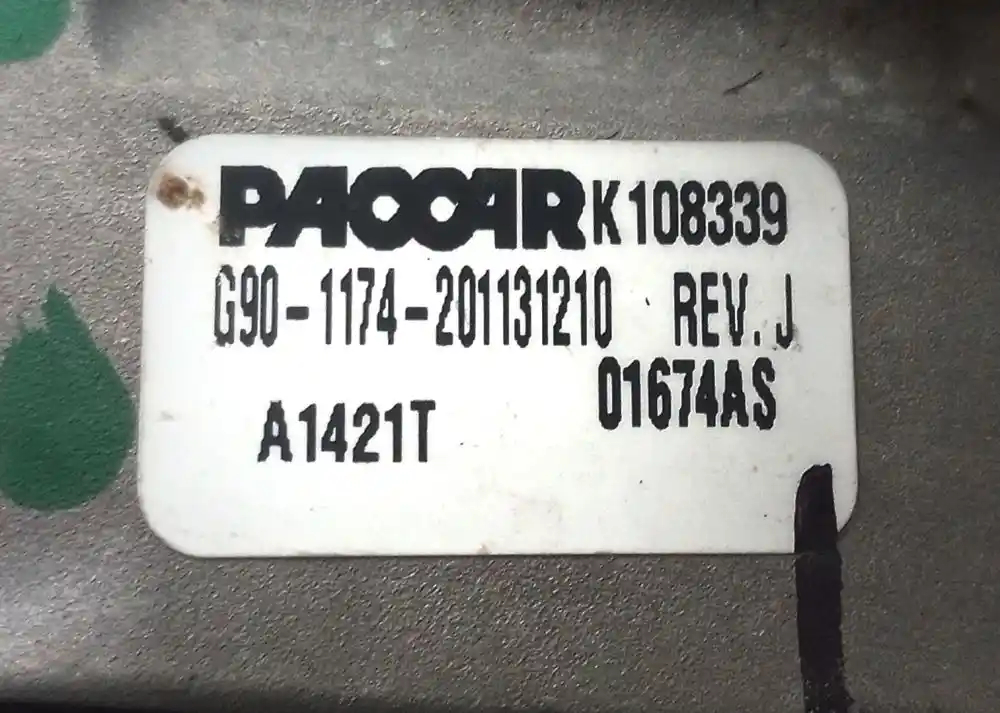 PACCAR K108339
G90-1174-201131210 REV. J
01674AS
A1421T